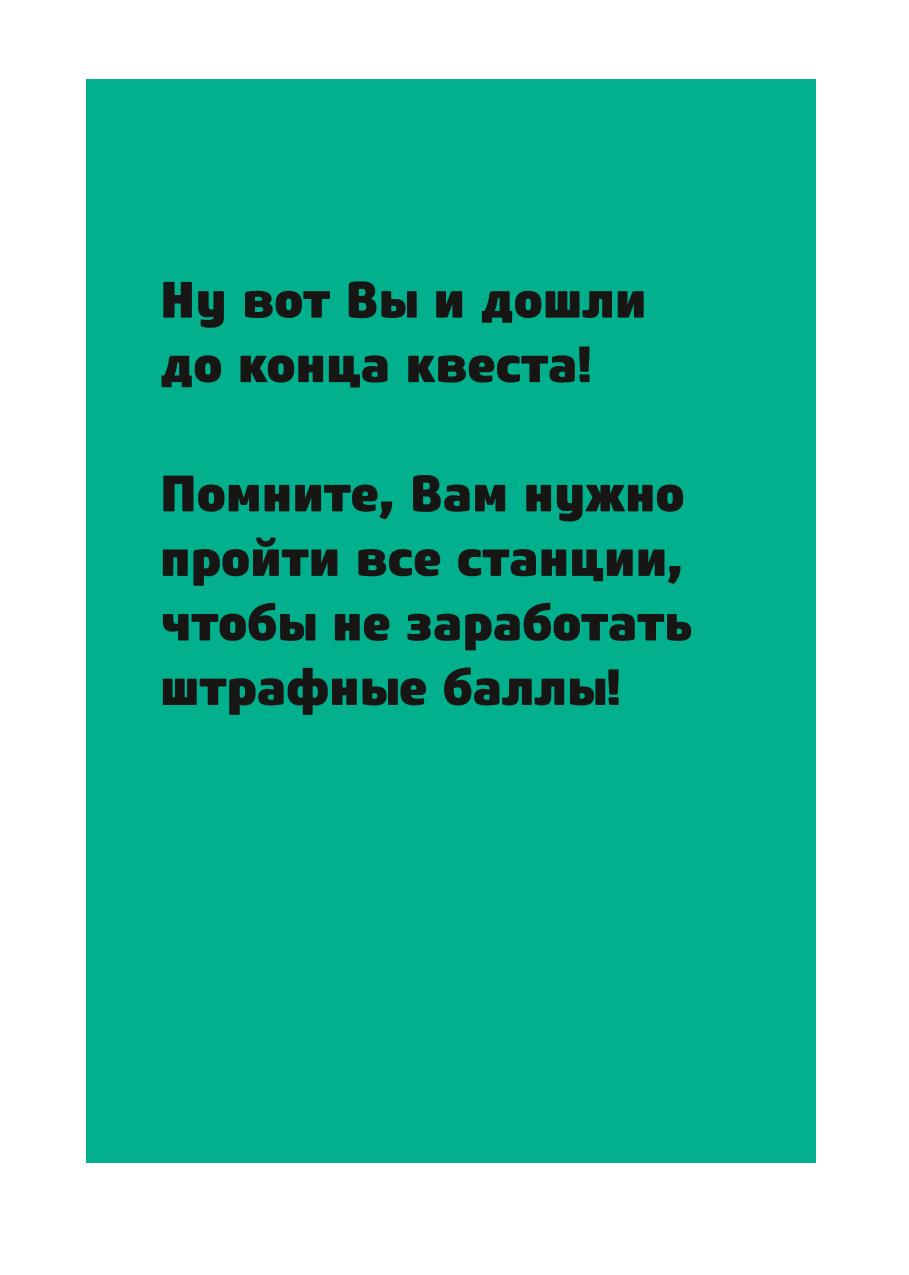 Ну вот Вы и дошли
до конца квеста!
Помните, Вам нужно
пройти все станции,
чтобы не заработать
штрафные баллы!